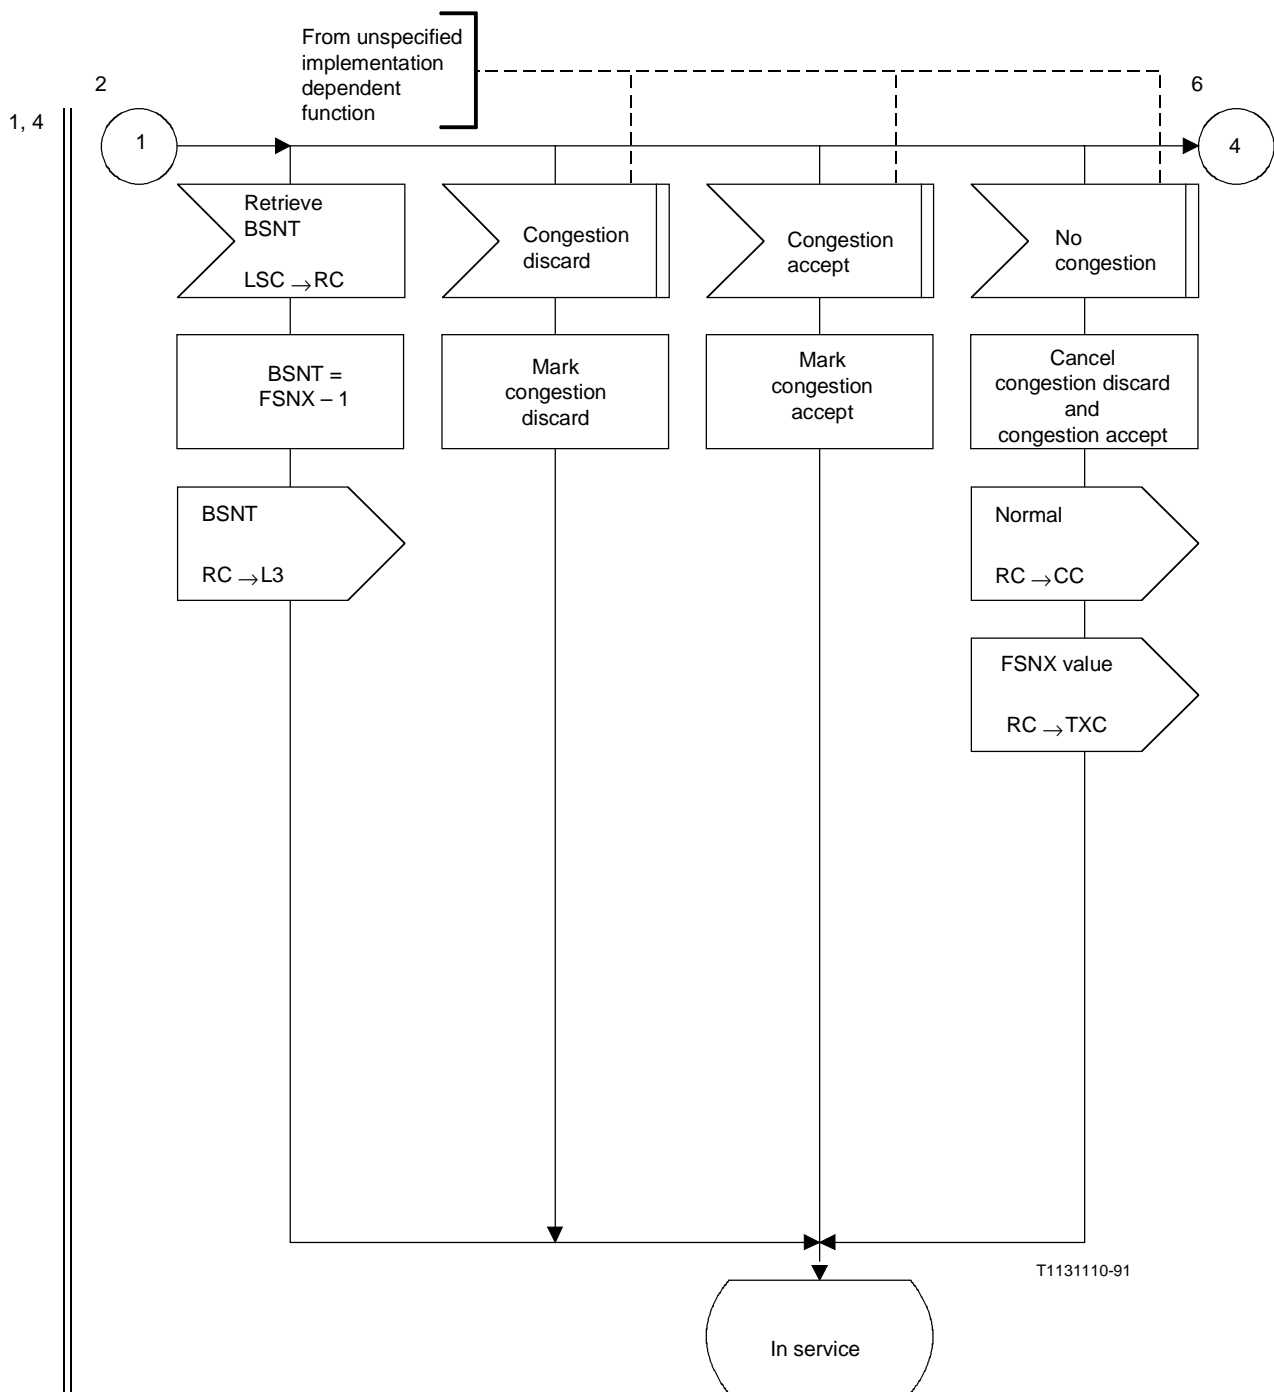 From unspecified
implementation
dependent
function
2
6
1, 4
1
4
Retrieve
BSNT
LSC → RC
Congestion
discard
Congestion
accept
No
congestion
BSNT =
FSNX – 1
Mark
congestion
discard
Mark
congestion
accept
Cancel
congestion discard
and
congestion accept
BSNT
RC → L3
Normal
RC → CC
FSNX value
RC → TXC
T1131110-91
In service